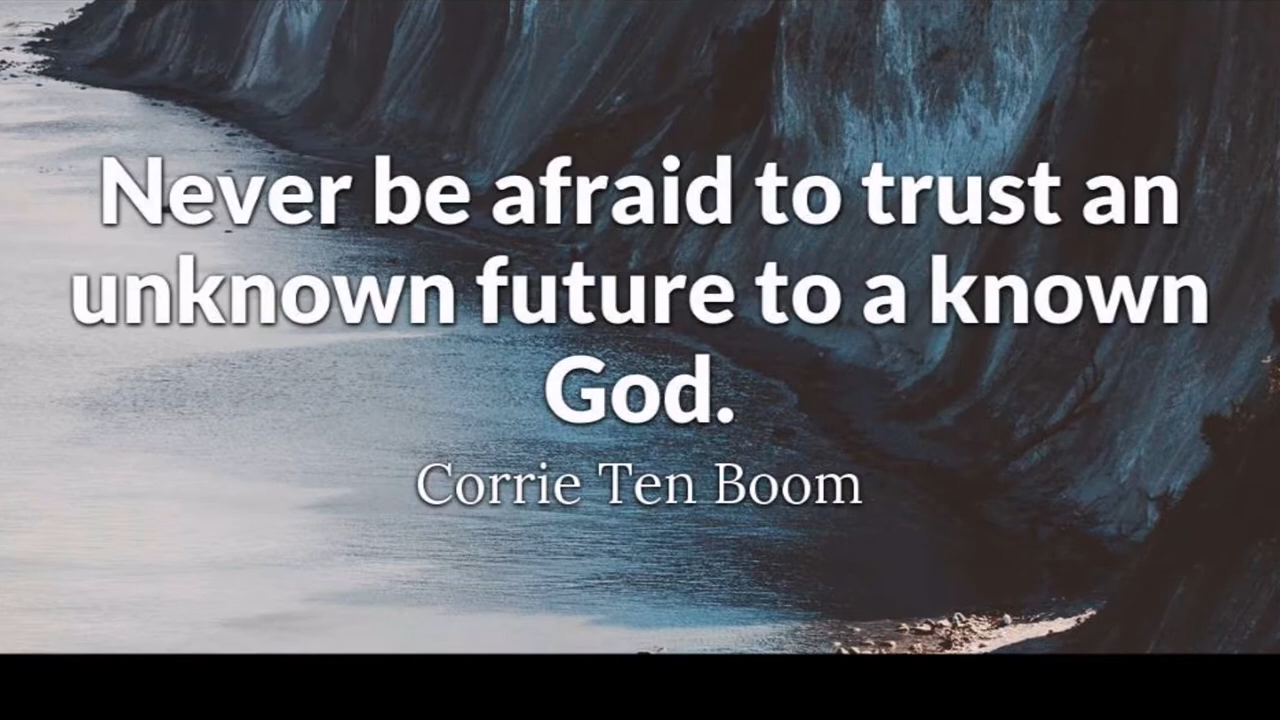 Never be afraid to trust an
unknown future to a known
God.
Corrie Ten Boom